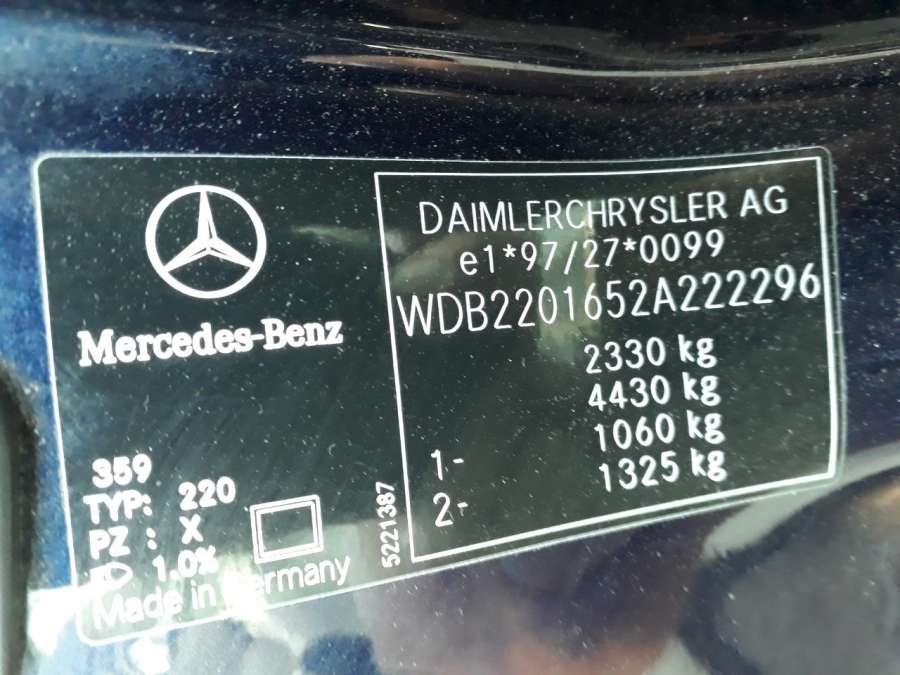 Mercedes-Benz
359
TYP: 220
PZ : X
1.0%
Made in Germany
5221387
DAIMLERCHRYSLER AG
e1*97/27*0099
WDB2201652A222296
2330 kg
4430 kg
1- 1060 kg
2- 1325 kg